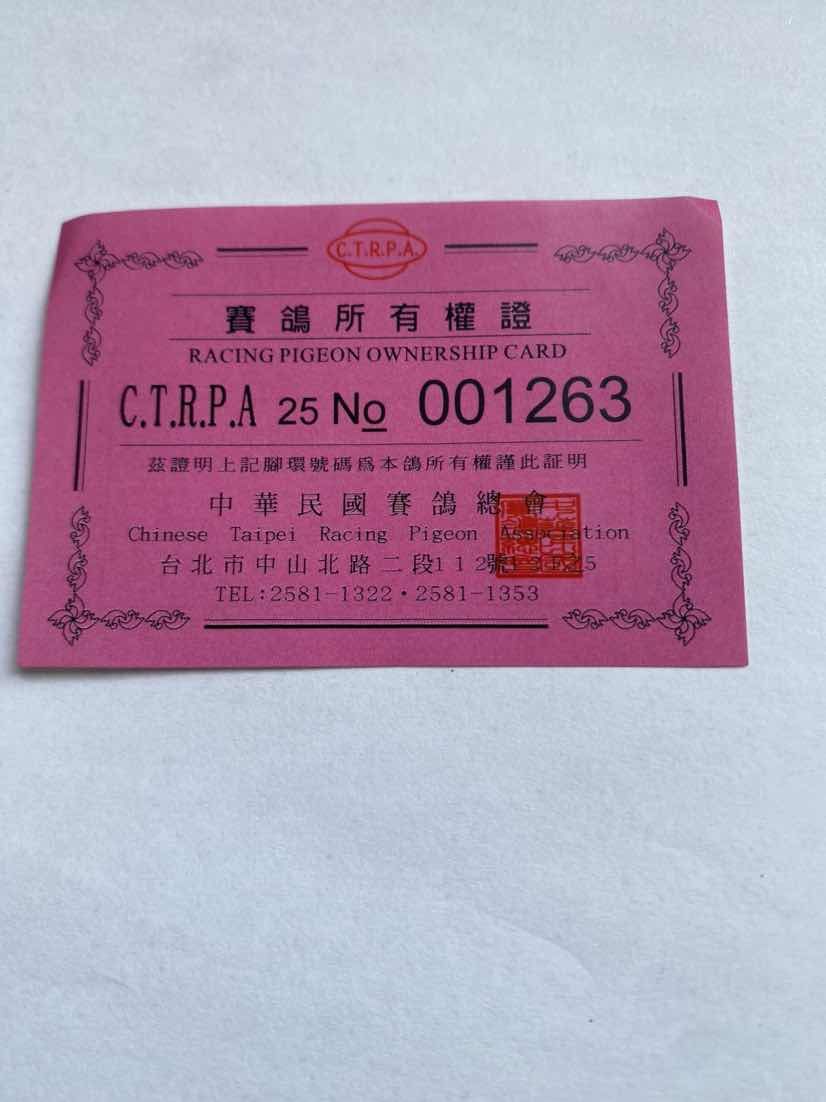 C.T.R.P.A.
賽鴿所有權證
RACING PIGEON OWNERSHIP CARD
C.T.R.P.A 25 No 001263
茲證明上記腳環號碼爲本鴿所有權謹此証明
中華民國賽鴿總會
Chinese Taipei Racing Pigeon Association
台北市中山北路二段112號
TEL:2581-1322・2581-1353